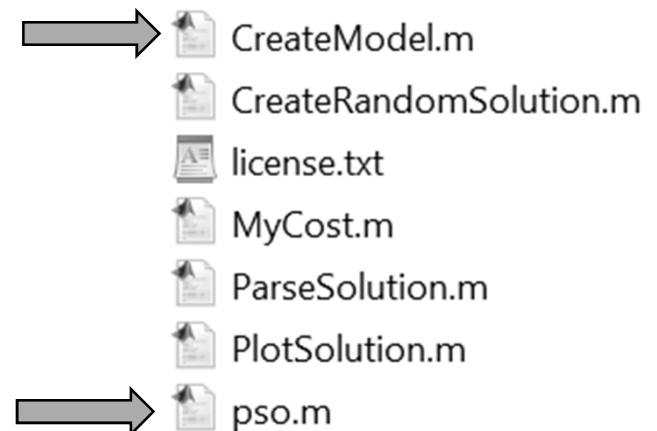 CreateModel.m
CreateRandomSolution.m
license.txt
MyCost.m
ParseSolution.m
PlotSolution.m
pso.m